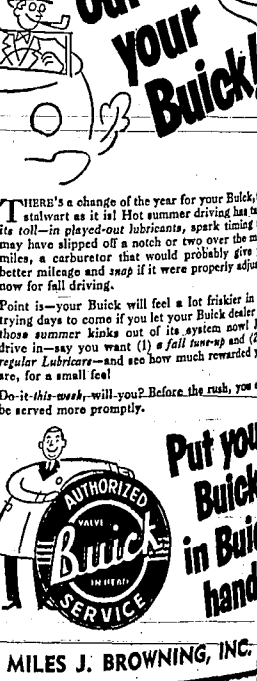 your
Buick!
THERE'S a change of the year for your Buick,
stalwart as it is! Hot summer driving has
its toll—in played-out lubricants, spark timing
may have slipped off a notch or two over the
miles, a carburetor that would probably give
better mileage and snap if it were properly
now for fall driving.
Point is—your Buick will feel a lot friskier in
trying days to come if you let your Buick dealer
those summer kinks out of its system now!
drive in—say you want (1) a fall tune-up and
regular Lubricare—and see how much rewarded
are, for a small fee!
Do it this week, will you? Before the rush, you
be served more promptly.
AUTHORIZED
VALVE
Buick
IN HEAD
SERVICE
Put
Buick
in
MILES J. BROWNING, INC.